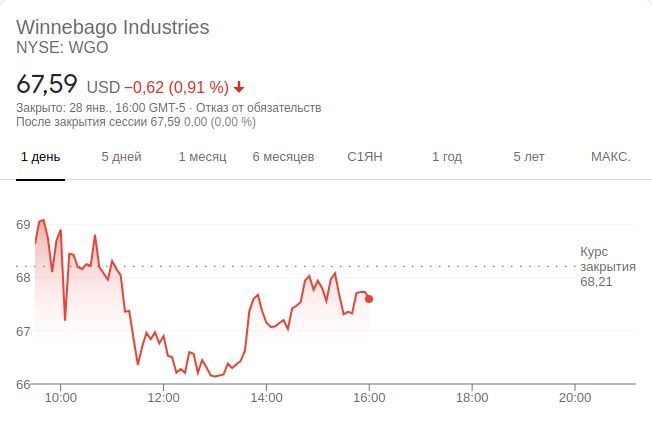 Winnebago Industries
NYSE: WGO
67,59 USD −0,62 (0,91 %)
Закрыто: 28 янв., 16:00 GMT-5 · Отказ от обязательств
После закрытия сессии 67,59 0,00 (0,00 %)
1 день 5 дней 1 месяц 6 месяцев С1ЯН 1 год 5 лет МАКС.
69
Курс
закрытия
68,21
68
67
66
10:00 12:00 14:00 16:00 18:00 20:00